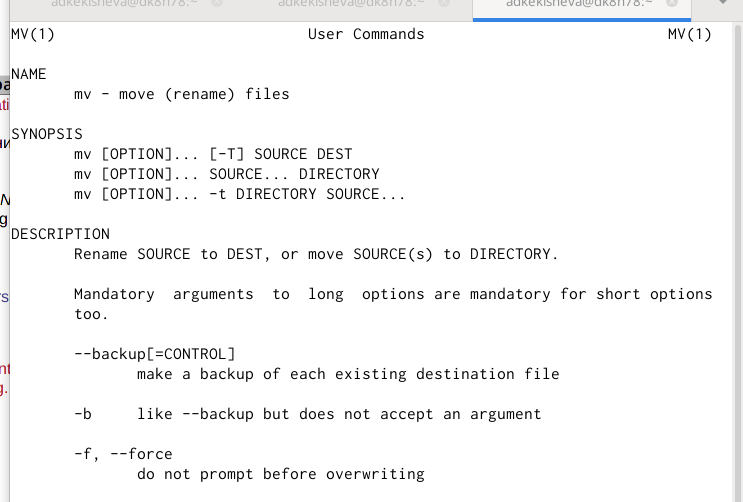 adkekisheva@dk8n78:~ adkekisheva@dk8n78:~ adkekisheva@dk8n78:~
MV(1) User Commands MV(1)
NAME
mv - move (rename) files
SYNOPSIS
mv [OPTION]... [-T] SOURCE DEST
mv [OPTION]... SOURCE... DIRECTORY
mv [OPTION]... -t DIRECTORY SOURCE...
DESCRIPTION
Rename SOURCE to DEST, or move SOURCE(s) to DIRECTORY.
Mandatory arguments to long options are mandatory for short options
too.
--backup[=CONTROL]
make a backup of each existing destination file
-b like --backup but does not accept an argument
-f, --force
do not prompt before overwriting